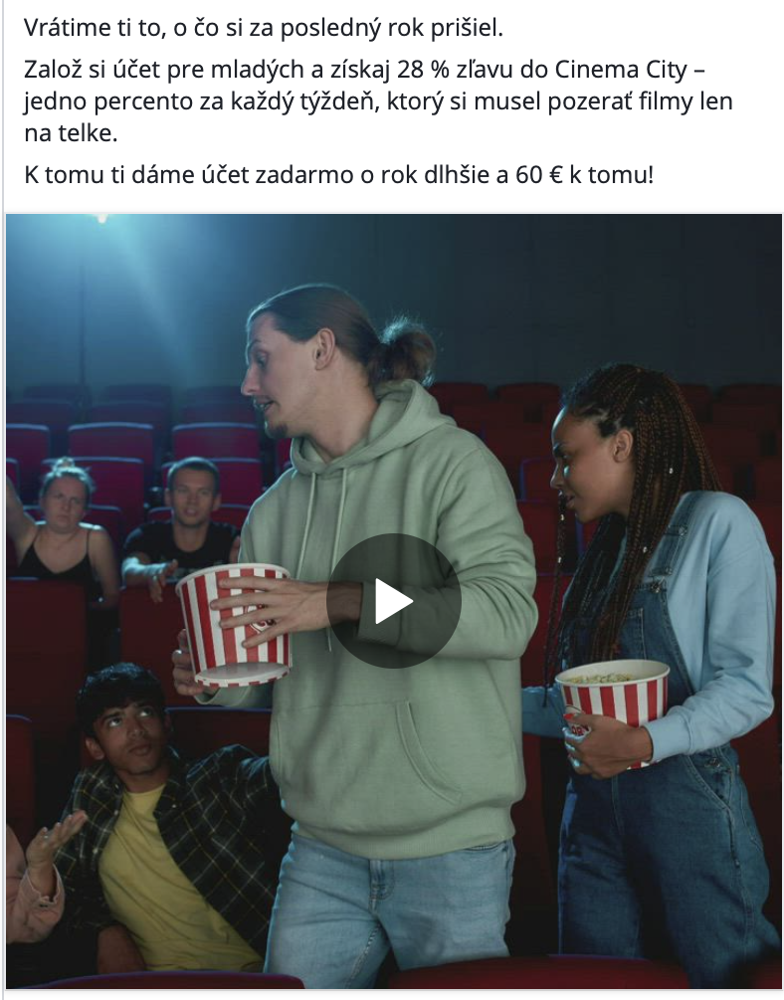 Vrátime ti to, o čo si za posledný rok prišiel.
Založ si účet pre mladých a získaj 28 % zľavu do Cinema City –
jedno percento za každý týždeň, ktorý si musel pozerať filmy len
na telke.
K tomu ti dáme účet zadarmo o rok dlhšie a 60 € k tomu!